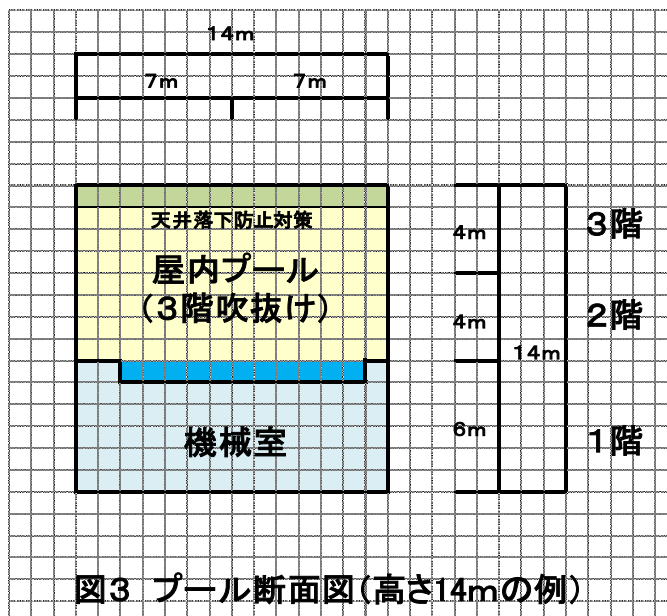 14m
7m 7m
天井落下防止対策
屋内プール
(3階吹抜け)
4m
3階
4m
2階
14m
機械室
6m
1階
図3 プール断面図(高さ14mの例)